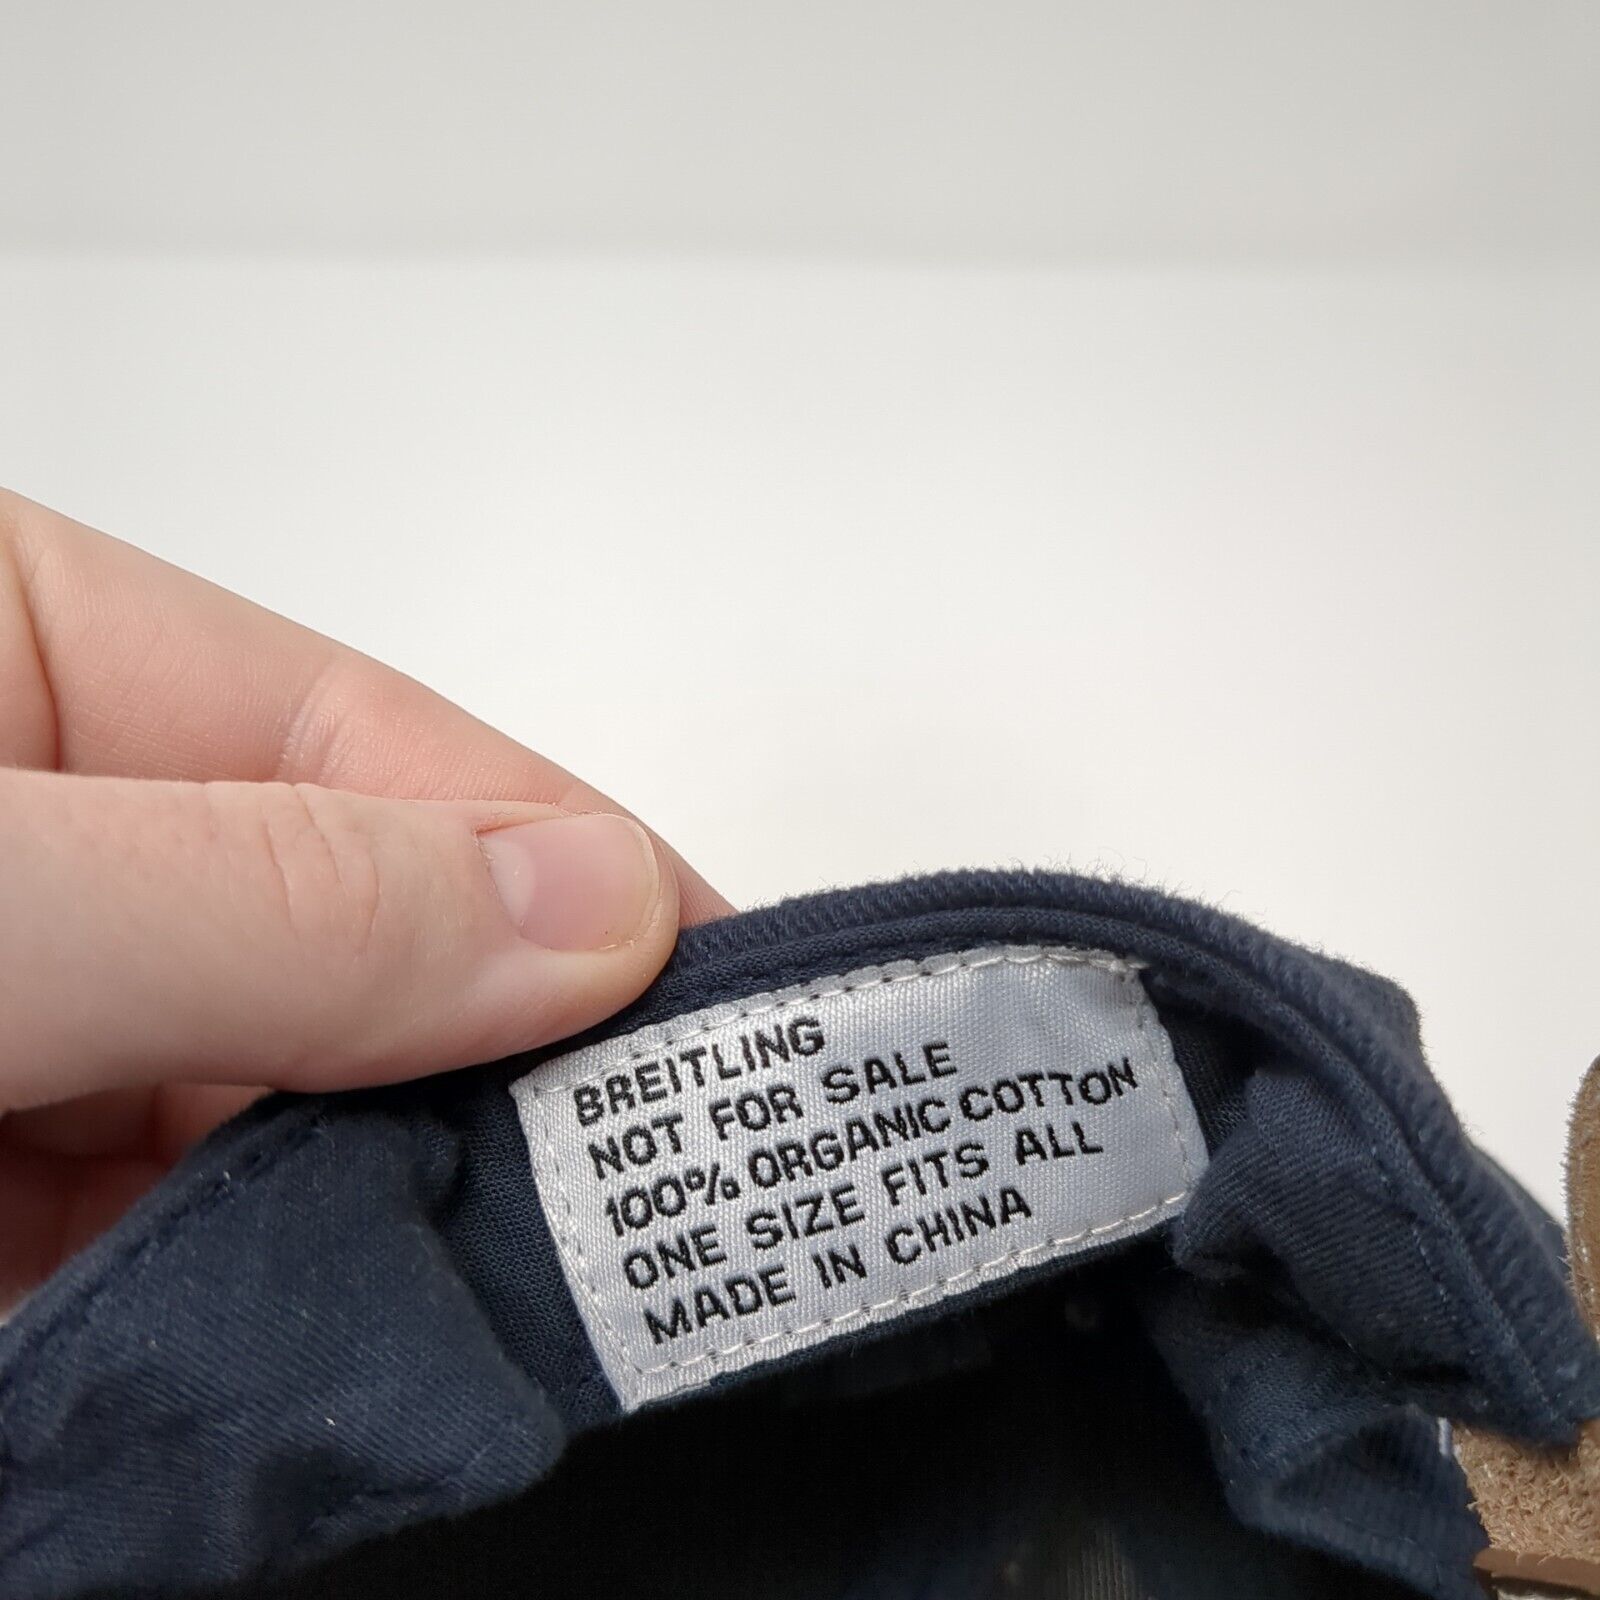 BREITLING
NOT FOR SALE
100% ORGANIC COTTON
ONE SIZE FITS ALL
MADE IN CHINA